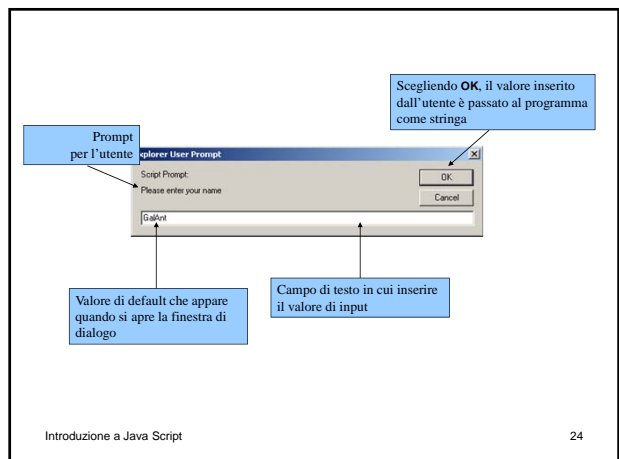 Scegliendo OK, il valore inserito
dall'utente è passato al programma
come stringa
Prompt
per l'utente
xplorer User Prompt
Script Prompt:
Please enter your name
OK
Cancel
GalAnt
Valore di default che appare
quando si apre la finestra di
dialogo
Campo di testo in cui inserire
il valore di input
Introduzione a Java Script
24